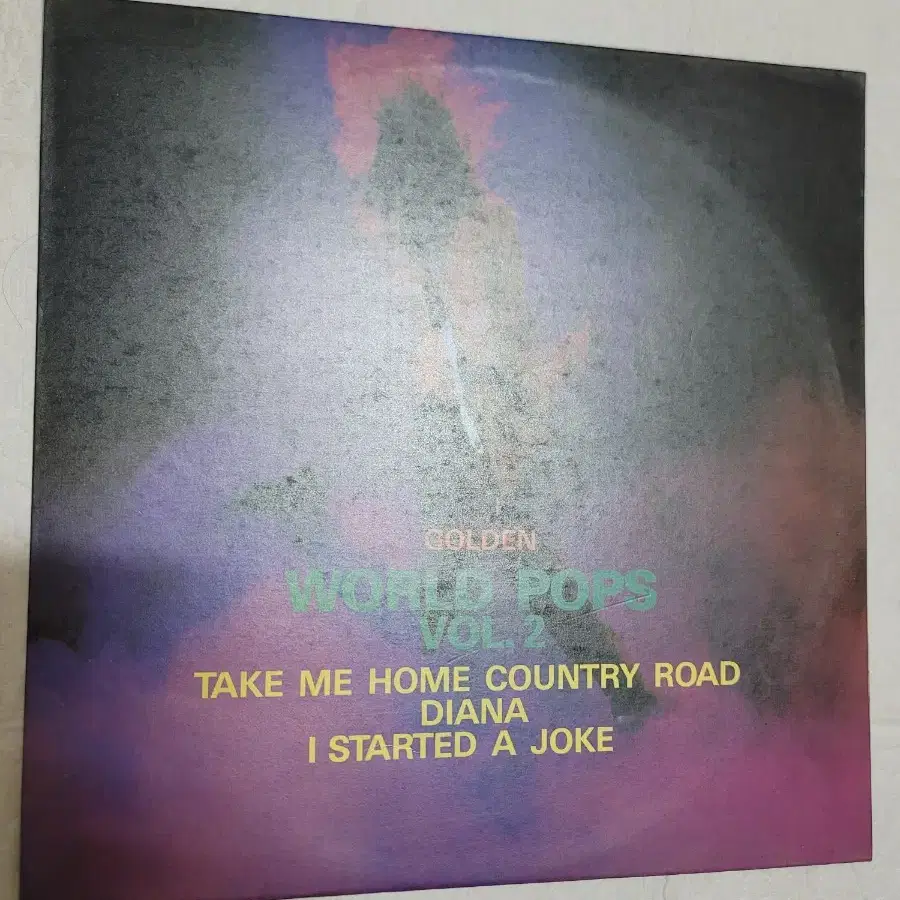 GOLDEN
WORLD POPS
VOL. 2
TAKE ME HOME COUNTRY ROAD
DIANA
I STARTED A JOKE